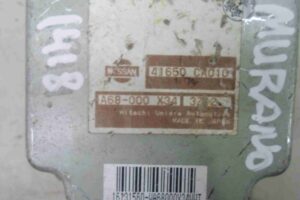 1418
MURANO
NISSAN
41650 CA010
A68-000 X34
Hitachi Unisia Automotive
MADE IN JAPAN